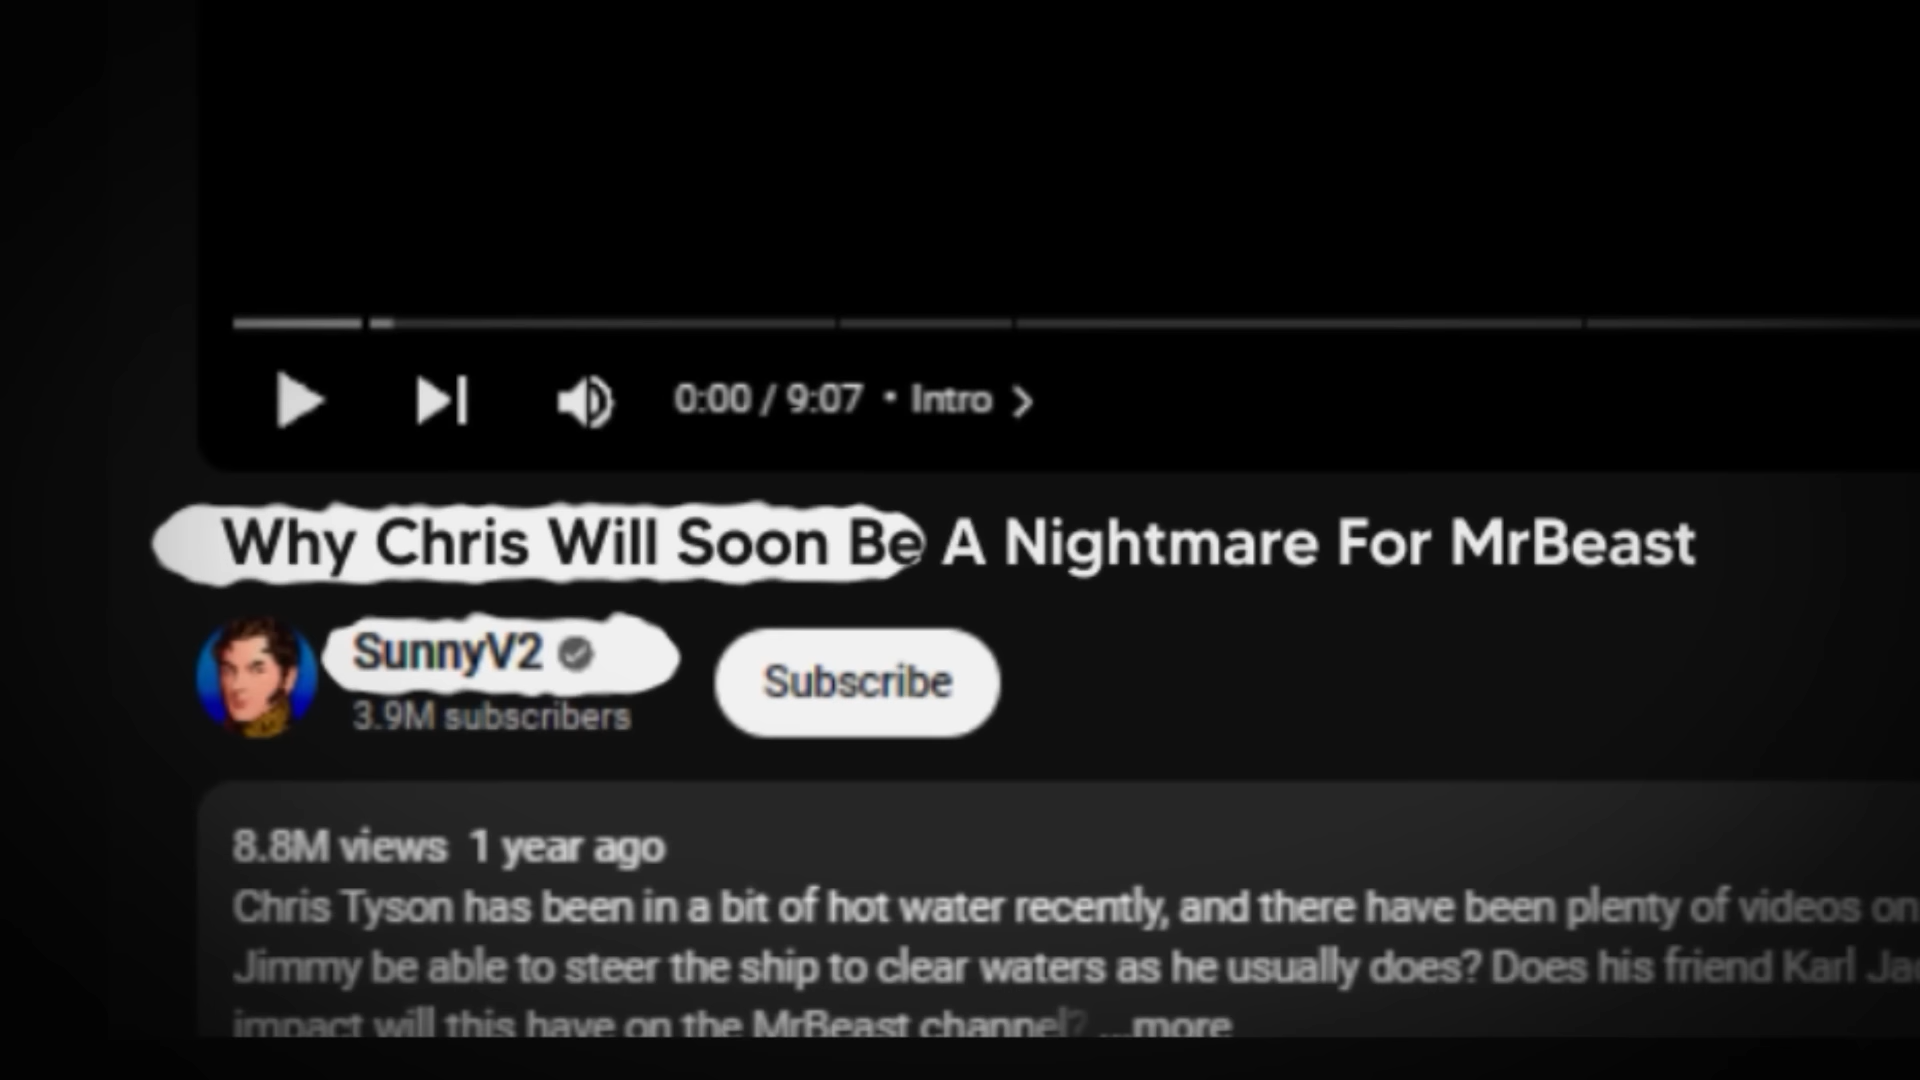 0:00 / 9:07 • Intro >
Why Chris Will Soon Be A Nightmare For MrBeast
SunnyV2
3.9M subscribers
Subscribe
8.8M views 1 year ago
Chris Tyson has been in a bit of hot water recently, and there have been plenty of videos on
Jimmy be able to steer the ship to clear waters as he usually does? Does his friend Karl
impact will this have on the MrBeast channel? ...more